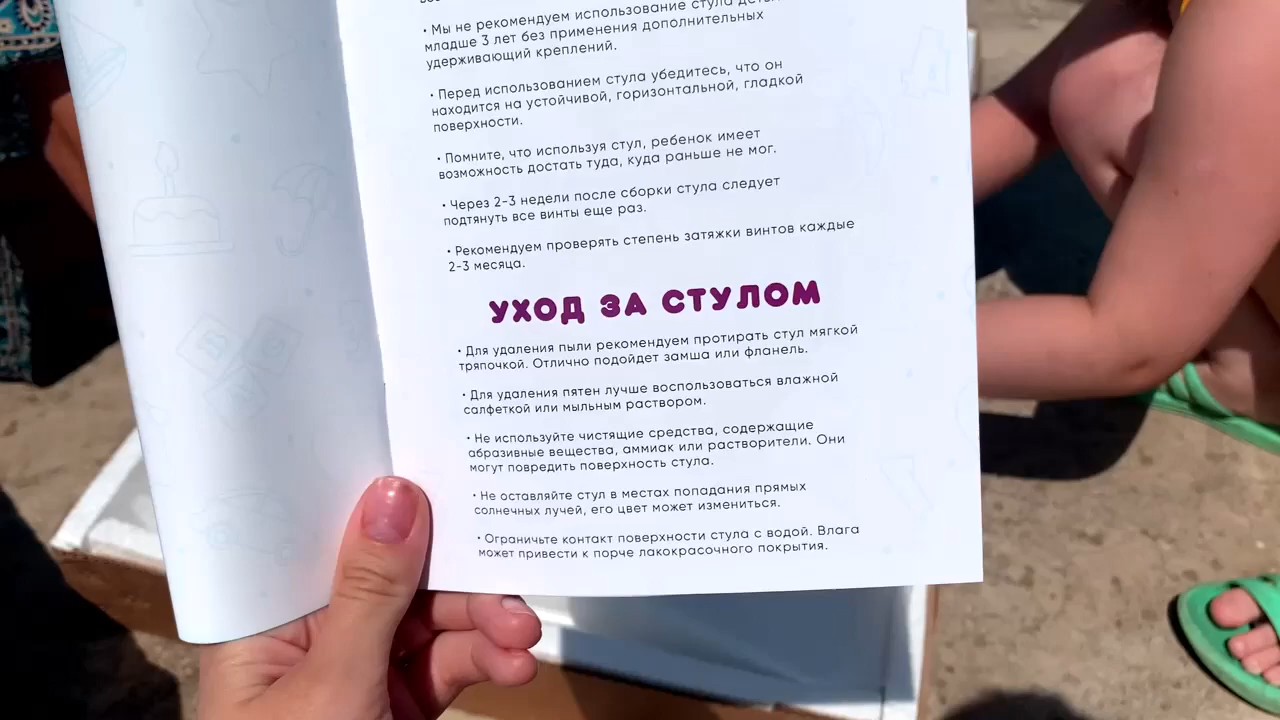 • Мы не рекомендуем использование стула
младше 3 лет без применения дополнительных
удерживающий креплений.
• Перед использованием стула убедитесь, что он
находится на устойчивой, горизонтальной, гладкой
поверхности.
• Помните, что используя стул, ребенок имеет
возможность достать туда, куда раньше не мог.
• Через 2-3 недели после сборки стула следует
подтянуть все винты еще раз.
• Рекомендуем проверять степень затяжки винтов каждые
2-3 месяца.
УХОД ЗА СТУЛОМ
• Для удаления пыли рекомендуем протирать стул мягкой
тряпочкой. Отлично подойдет замша или фланель.
• Для удаления пятен лучше воспользоваться влажной
салфеткой или мыльным раствором.
• Не используйте чистящие средства, содержащие
абразивные вещества, аммиак или растворители. Они
могут повредить поверхность стула.
• Не оставляйте стул в местах попадания прямых
солнечных лучей, его цвет может измениться.
• Ограничьте контакт поверхности стула с водой. Влага
может привести к порче лакокрасочного покрытия.